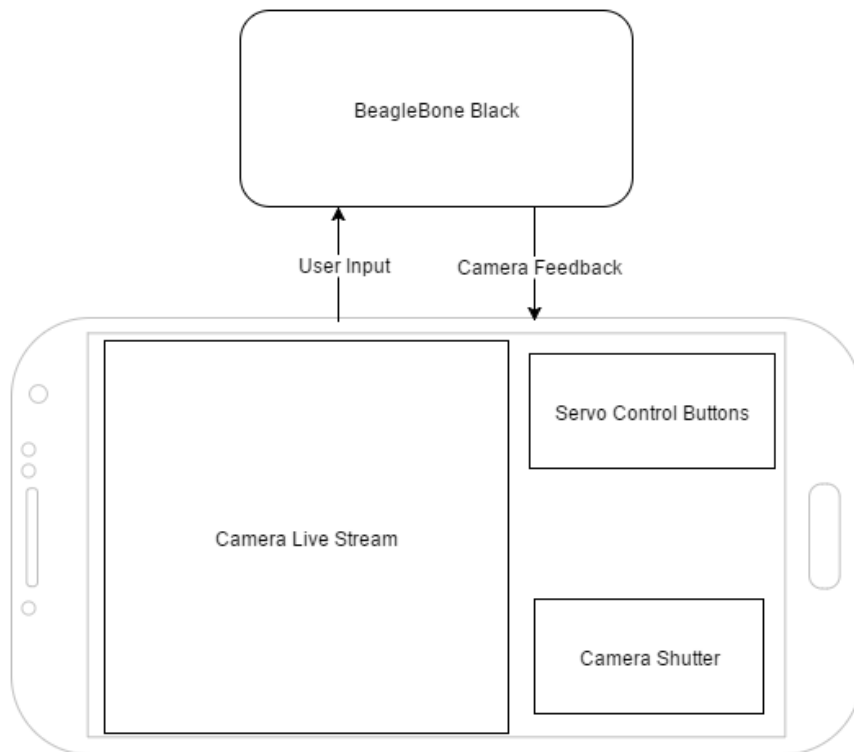 BeagleBone Black
User Input
Camera Feedback
Servo Control Buttons
Camera Live Stream
Camera Shutter